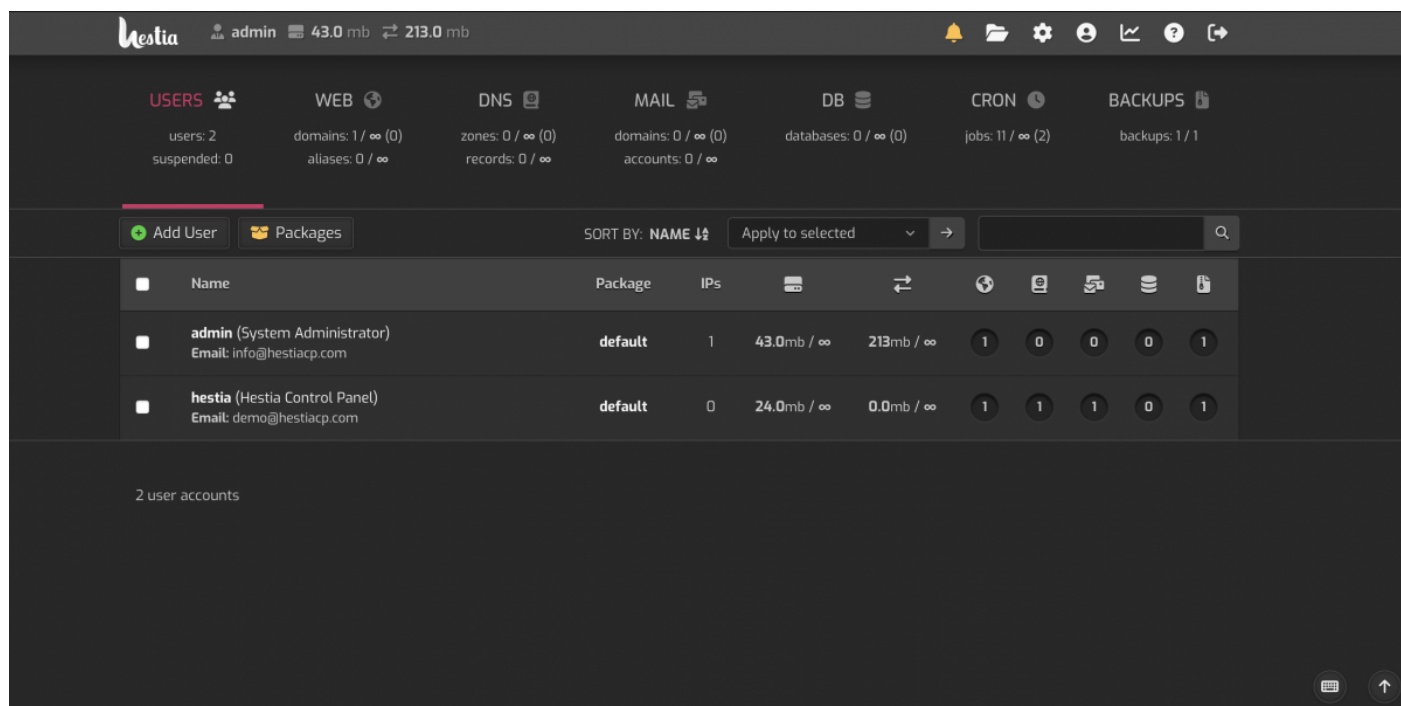 hestia admin 43.0 mb 213.0 mb
USERS WEB DNS MAIL DB CRON BACKUPS
users: 2 domains: 1 / ∞ (0) zones: 0 / ∞ (0) domains: 0 / ∞ (0) databases: 0 / ∞ (0) jobs: 11 / ∞ (2) backups: 1 / 1
suspended: 0 aliases: 0 / ∞ records: 0 / ∞ accounts: 0 / ∞
Add User Packages SORT BY: NAME Apply to selected
Name Package IPs
admin (System Administrator) default 1 43.0mb / ∞ 213mb / ∞ 1 0 0 0 1
Email: info@hestiacp.com
hestia (Hestia Control Panel) default 0 24.0mb / ∞ 0.0mb / ∞ 1 1 1 0 1
Email: demo@hestiacp.com
2 user accounts